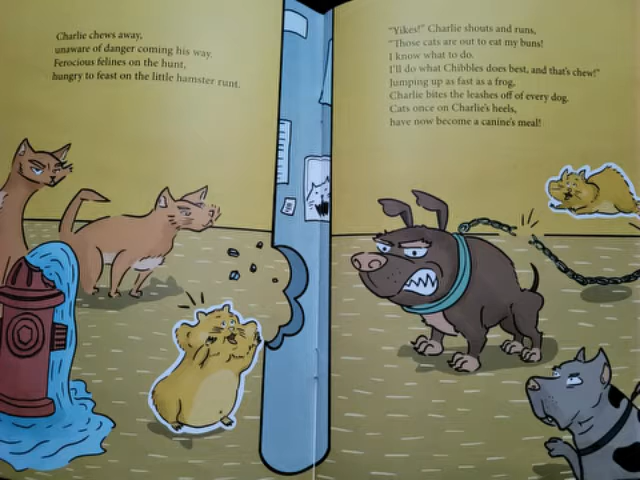 Charlie chews away,
unaware of danger coming his way.
Ferocious felines on the hunt,
hungry to feast on the little hamster runt.
"Yikes!" Charlie shouts and runs,
"Those cats are out to eat my buns!
I know what to do.
I'll do what Chibbles does best, and that's chew!"
Jumping up as fast as a frog,
Charlie bites the leashes off of every dog.
Cats once on Charlie's heels,
have now become a canine's meal!